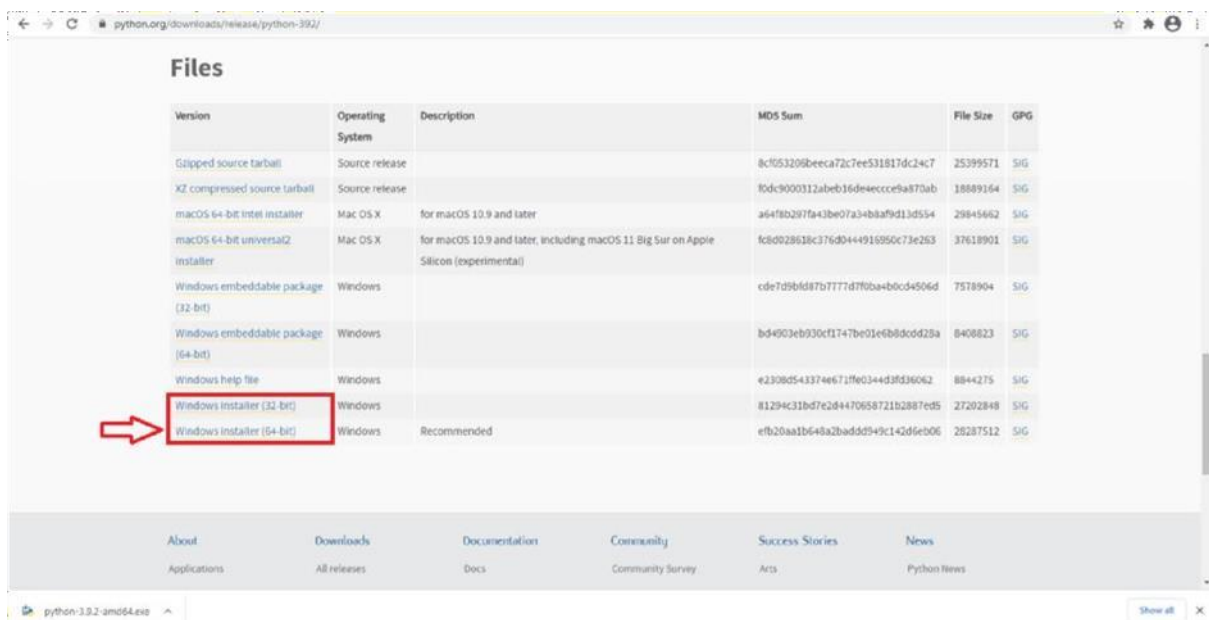 python.org/downloads/release/python-392/
Files
Version Operating System Description MD5 Sum File Size GPG
Gzipped source tarball Source release 8cf053206beeca72c7ee531817dc24c7 25399571 SIG
XZ compressed source tarball Source release f0dc9000312abeb16de4eccce9a870ab 18889164 SIG
macOS 64-bit Intel installer Mac OS X for macOS 10.9 and later a64f8b297fa43be07a34b8af9d13d554 29845662 SIG
macOS 64-bit universal2 Mac OS X for macOS 10.9 and later, including macOS 11 Big Sur on Apple fc8d028618c376d0444916950c73e263 37618901 SIG
installer Silicon (experimental)
Windows embeddable package Windows cde7d9bfd87b7777d7f0ba4b0cd4506d 7578904 SIG
(32-bit)
Windows embeddable package Windows bd4903eb930cf1747be01e6b8dcdd28a 8408823 SIG
(64-bit)
Windows help file Windows e2308d543374e671ffe0344d3fd36062 8844275 SIG
Windows installer (32-bit) Windows 81294c31bd7e2d4470658721b2887ed5 27202848 SIG
Windows installer (64-bit) Windows Recommended efb20aa1b648a2baddd949c142d6eb06 28287512 SIG
About Downloads Documentation Community Success Stories News
Applications All releases Docs Community Survey Arts Python News
python-3.9.2-amd64.exe Show all